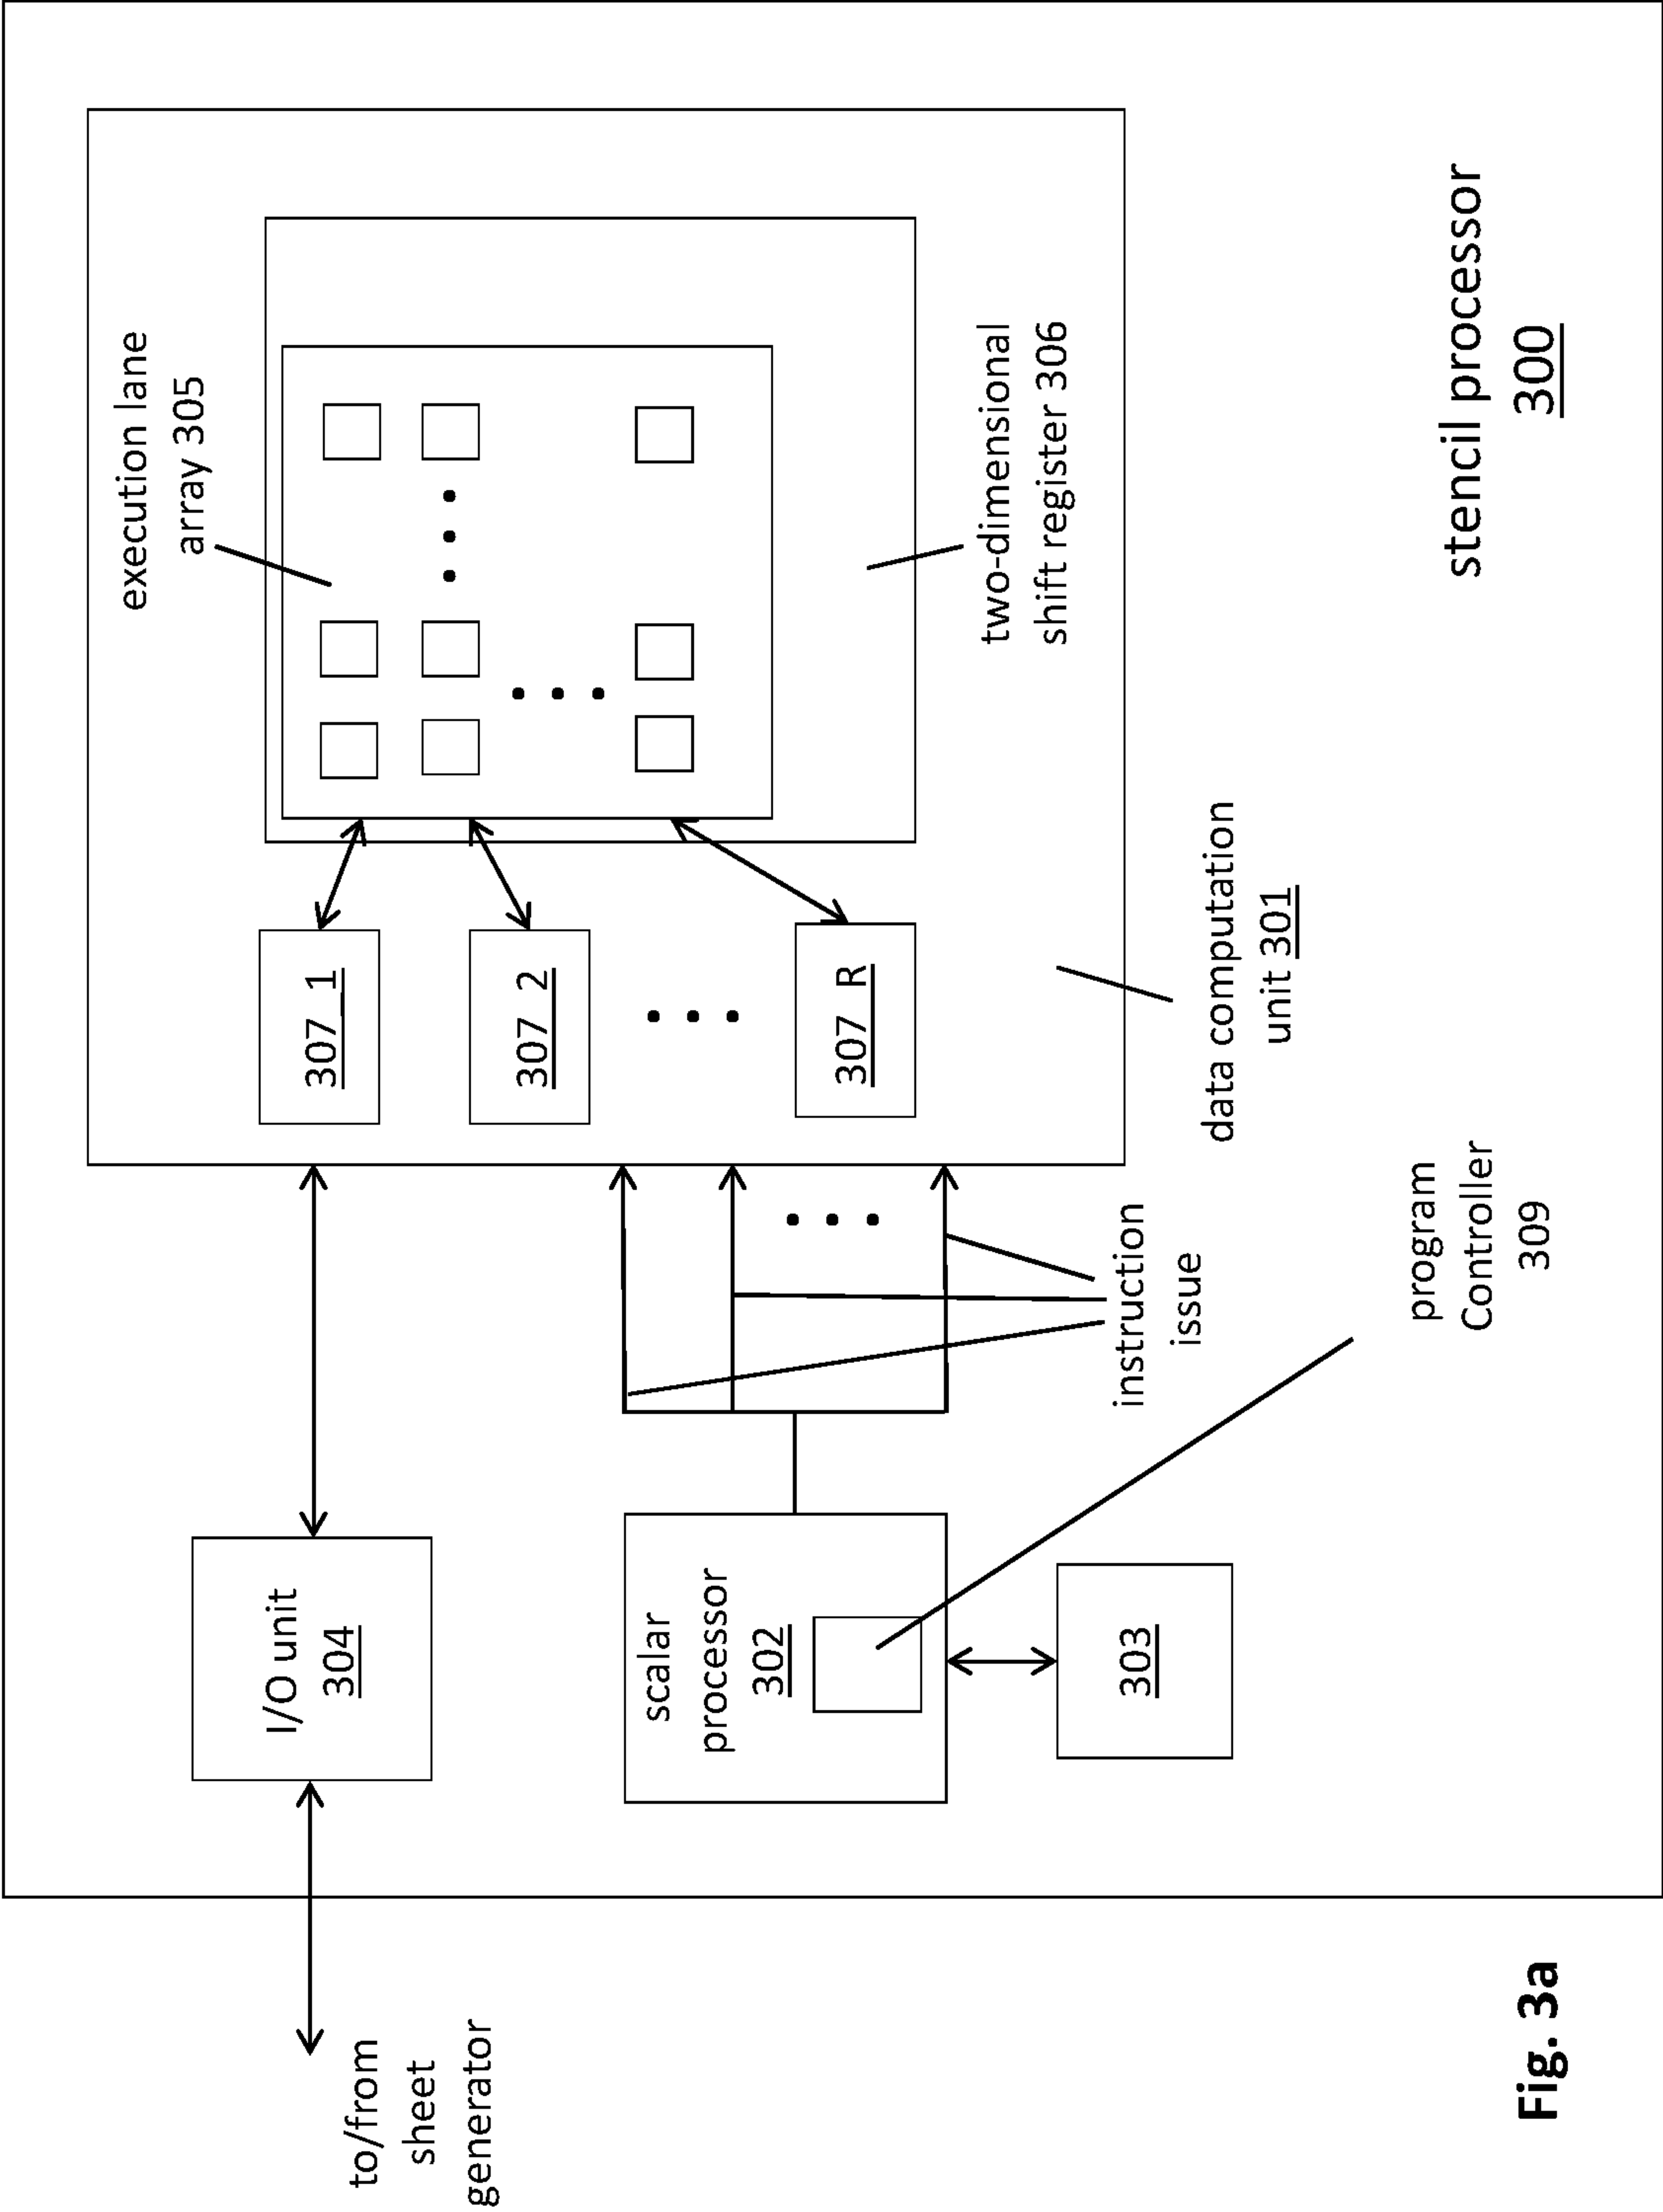 execution lane
array 305
two-dimensional
shift register 306
307_1
307_2
307_R
data computation
unit 301
stencil processor
300
I/O unit
304
to/from
sheet
generator
scalar
processor
302
303
instruction
issue
program
Controller
309
Fig. 3a